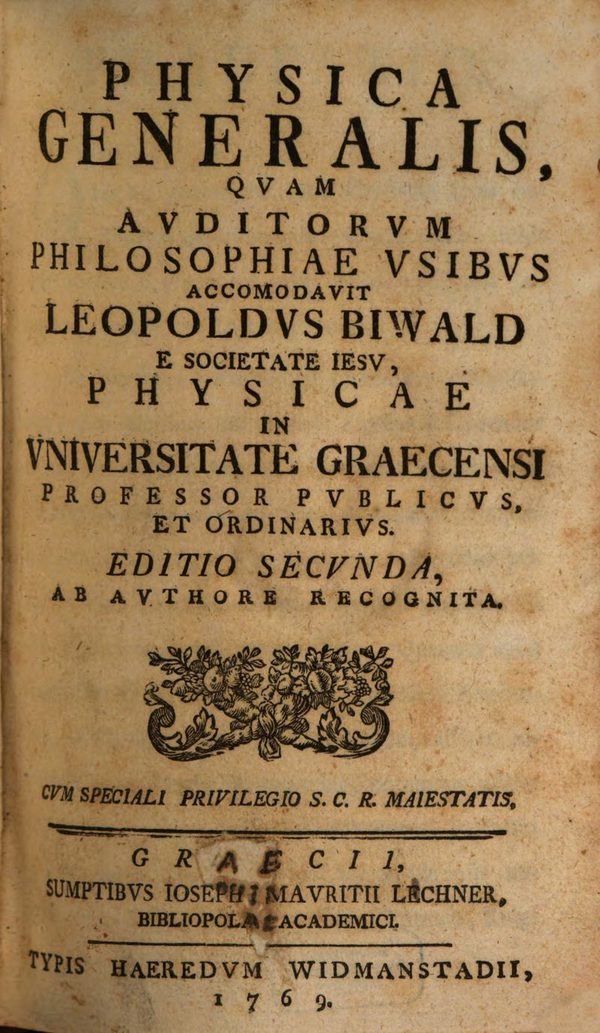 PHYSICA
GENERALIS,
QVAM
AVDITORVM
PHILOSOPHIAE VSIBVS
ACCOMODAVIT
LEOPOLDVS BIWALD
E SOCIETATE IESV,
PHYSICAE
IN
VNIVERSITATE GRAECENSI
PROFESSOR PVBLICVS,
ET ORDINARIVS.
EDITIO SECVNDA,
AB AVTHORE RECOGNITA.
CVM SPECIALI PRIVILEGIO S. C. R. MAIESTATIS.
GRAECII,
SUMPTIBVS IOSEPHI MAVRITII LECHNER,
BIBLIOPOLAE ACADEMICI.
TYPIS HAEREDVM WIDMANSTADII,
1769.